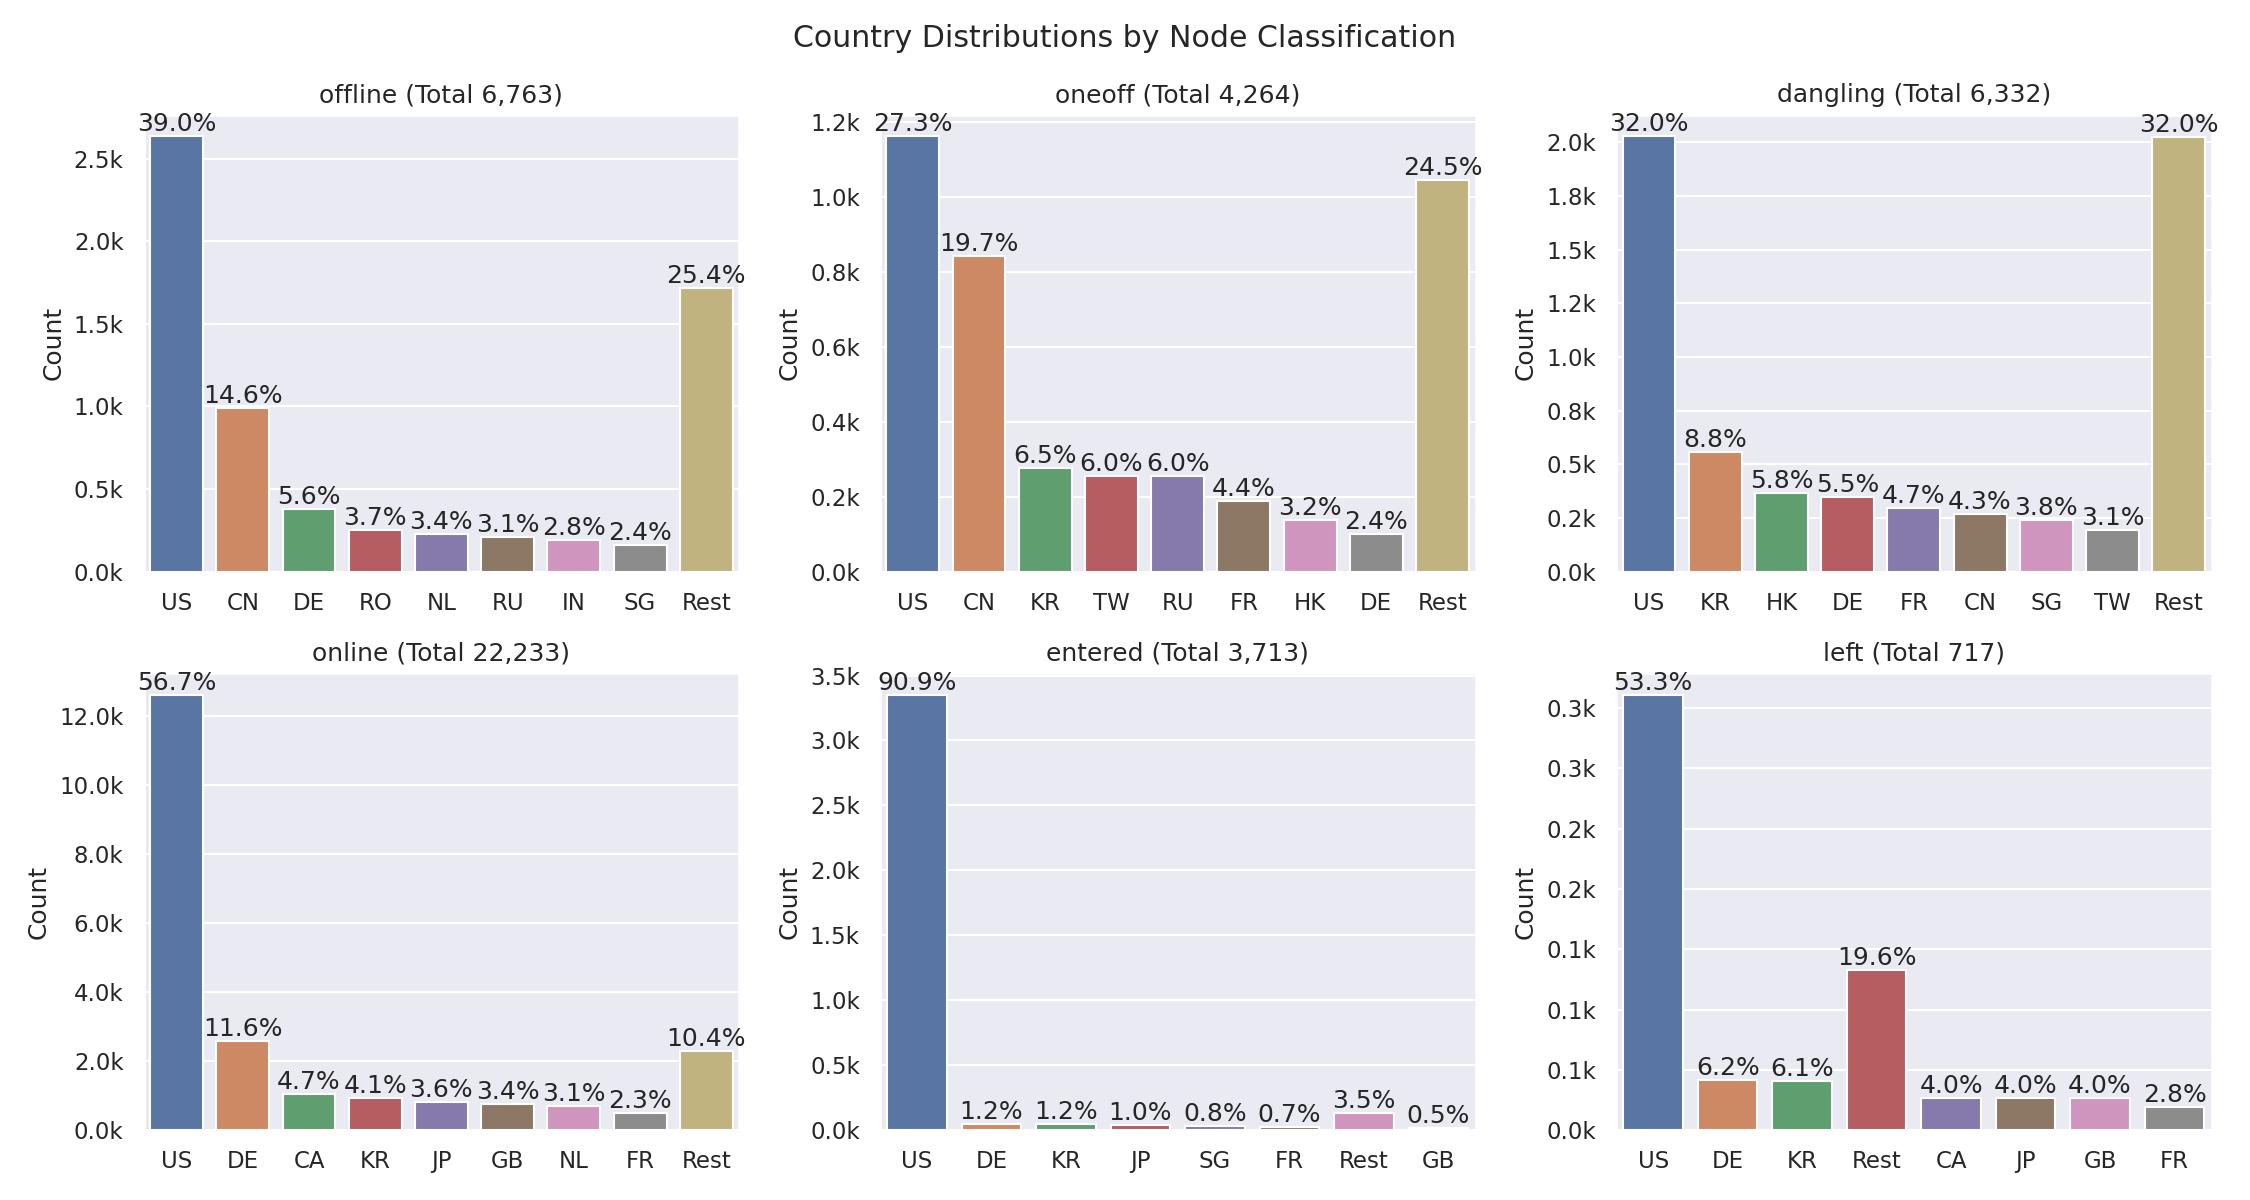 Country Distributions by Node Classification
offline (Total 6,763)
39.0%
14.6%
5.6%
3.7%
3.4%
3.1%
2.8%
2.4%
25.4%
2.5k
2.0k
1.5k
1.0k
0.5k
0.0k
Count
US CN DE RO NL RU IN SG Rest
oneoff (Total 4,264)
27.3%
19.7%
6.5%
6.0%
6.0%
4.4%
3.2%
2.4%
24.5%
1.2k
1.0k
0.8k
0.6k
0.4k
0.2k
0.0k
Count
US CN KR TW RU FR HK DE Rest
dangling (Total 6,332)
32.0%
8.8%
5.8%
5.5%
4.7%
4.3%
3.8%
3.1%
32.0%
2.0k
1.8k
1.5k
1.2k
1.0k
0.8k
0.5k
0.2k
0.0k
Count
US KR HK DE FR CN SG TW Rest
online (Total 22,233)
56.7%
11.6%
4.7%
4.1%
3.6%
3.4%
3.1%
2.3%
10.4%
12.0k
10.0k
8.0k
6.0k
4.0k
2.0k
0.0k
Count
US DE CA KR JP GB NL FR Rest
entered (Total 3,713)
90.9%
1.2%
1.2%
1.0%
0.8%
0.7%
3.5%
0.5%
3.5k
3.0k
2.5k
2.0k
1.5k
1.0k
0.5k
0.0k
Count
US DE KR JP SG FR Rest GB
left (Total 717)
53.3%
6.2%
6.1%
19.6%
4.0%
4.0%
4.0%
2.8%
0.3k
0.3k
0.2k
0.2k
0.1k
0.1k
0.1k
0.0k
Count
US DE KR Rest CA JP GB FR